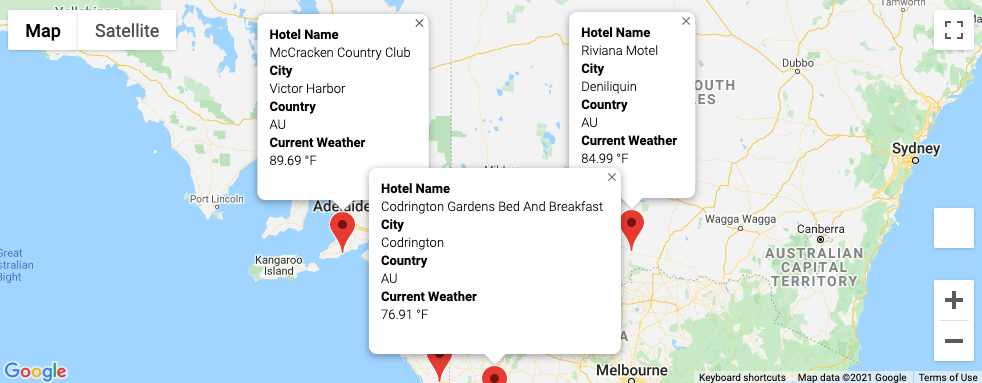 Map
Satellite
Hotel Name
McCracken Country Club
City
Victor Harbor
Country
AU
Current Weather
89.69 °F
Hotel Name
Riviana Motel
City
Deniliquin
Country
AU
Current Weather
84.99 °F
Hotel Name
Codrington Gardens Bed And Breakfast
City
Codrington
Country
AU
Current Weather
76.91 °F
Tamworth
Dubbo
OUTH
Sydney
Port Lincoln
Adelaide
Wagga Wagga
Canberra
AUSTRALIAN
CAPITAL
TERRITORY
Kangaroo
Island
Great
stralian
Bight
Melbourne
Google
Keyboard shortcuts
Map data ©2021 Google
Terms of Use